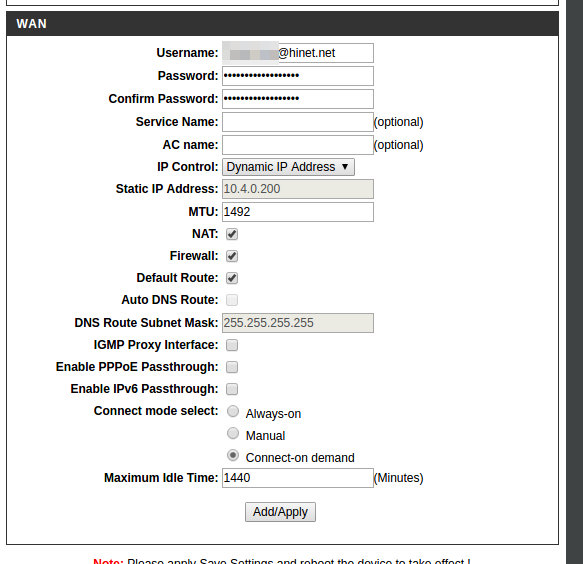 WAN
Username: @hinet.net
Password: ••••••••••••••••••
Confirm Password: ••••••••••••••••••
Service Name: (optional)
AC name: (optional)
IP Control: Dynamic IP Address ▼
Static IP Address: 10.4.0.200
MTU: 1492
NAT:
Firewall:
Default Route:
Auto DNS Route:
DNS Route Subnet Mask: 255.255.255.255
IGMP Proxy Interface:
Enable PPPoE Passthrough:
Enable IPv6 Passthrough:
Connect mode select: Always-on
Manual
Connect-on demand
Maximum Idle Time: 1440 (Minutes)
Add/Apply
Note: Please apply Save Settings and reboot the device to take effect !